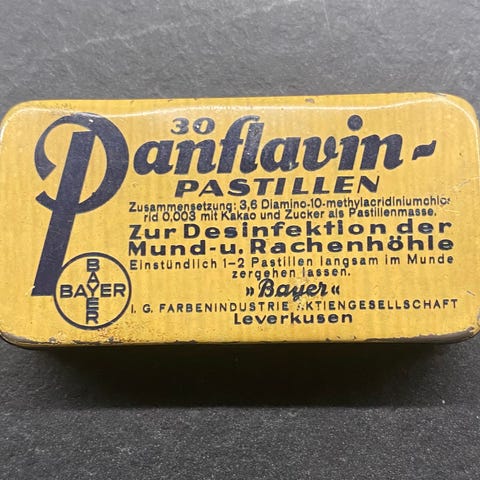 30
Panflavin-
PASTILLEN
Zusammensetzung: 3,6 Diamino-10-methylacridiniumchlo-
rid 0,003 mit Kakao und Zucker als Pastillenmasse.
Zur Desinfektion der
Mund-u. Rachenhöhle
Einstündlich 1-2 Pastillen langsam im Munde
zergehen lassen.
»Bayer«
I. G. FARBENINDUSTRIE AKTIENGESELLSCHAFT
Leverkusen
BAYER
BAYER